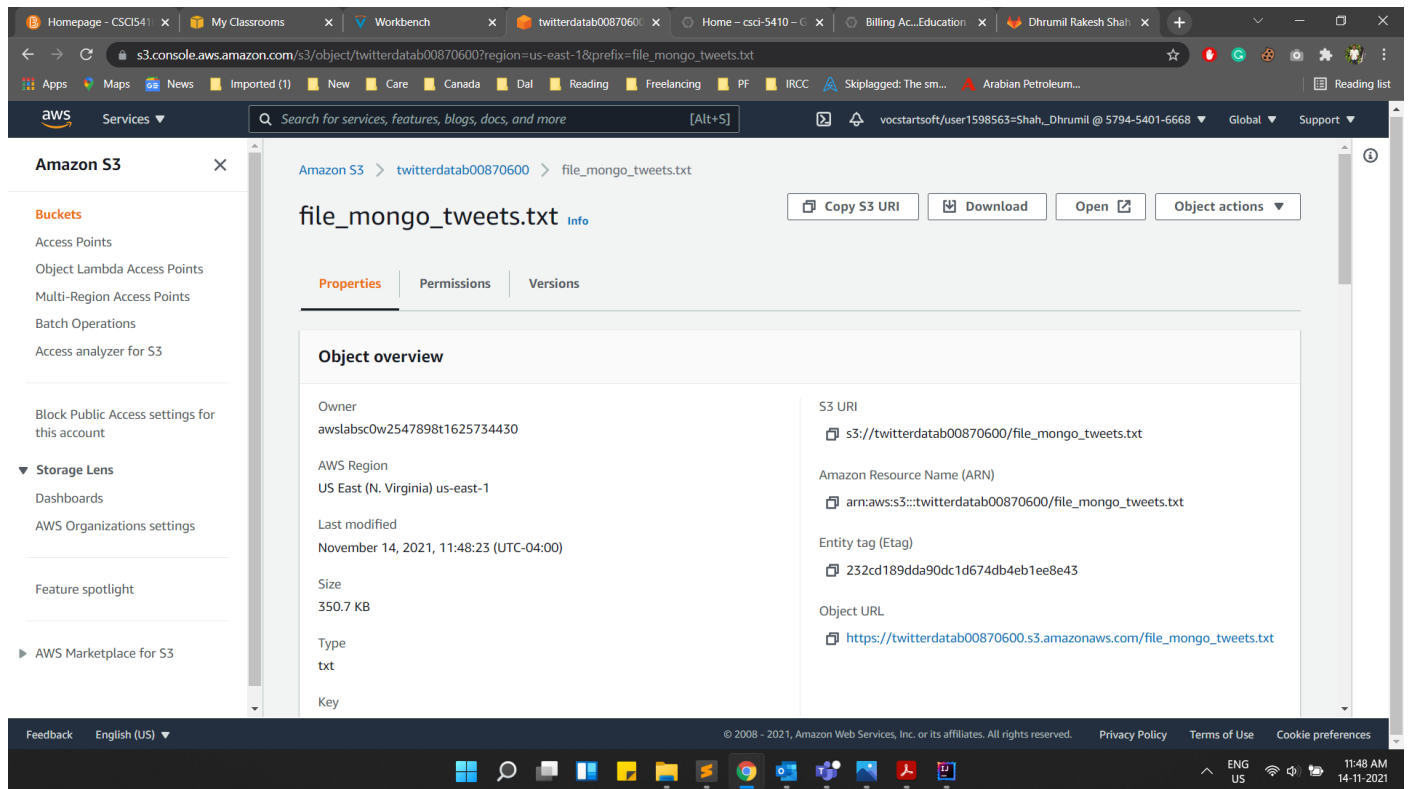 Homepage - CSCI541
My Classrooms
Workbench
twitterdatab00870600
Home – csci-5410 – G
Billing Ac...Education
Dhrumil Rakesh Shah
s3.console.aws.amazon.com/s3/object/twitterdatab00870600?region=us-east-1&prefix=file_mongo_tweets.txt
Apps Maps News Imported (1) New Care Canada Dal Reading Freelancing PF IRCC Skiplagged: The sm... Arabian Petroleum... Reading list
aws Services ▼ Search for services, features, blogs, docs, and more [Alt+S] vocstartsoft/user1598563=Shah,_Dhrumil @ 5794-5401-6668 ▼ Global ▼ Support ▼
Amazon S3
Buckets
Access Points
Object Lambda Access Points
Multi-Region Access Points
Batch Operations
Access analyzer for S3
Block Public Access settings for
this account
Storage Lens
Dashboards
AWS Organizations settings
Feature spotlight
AWS Marketplace for S3
Amazon S3 > twitterdatab00870600 > file_mongo_tweets.txt
file_mongo_tweets.txt Info
Copy S3 URI Download Open Object actions ▼
Properties Permissions Versions
Object overview
Owner
awslabsc0w2547898t1625734430
AWS Region
US East (N. Virginia) us-east-1
Last modified
November 14, 2021, 11:48:23 (UTC-04:00)
Size
350.7 KB
Type
txt
Key
S3 URI
s3://twitterdatab00870600/file_mongo_tweets.txt
Amazon Resource Name (ARN)
arn:aws:s3:::twitterdatab00870600/file_mongo_tweets.txt
Entity tag (Etag)
232cd189dda90dc1d674db4eb1ee8e43
Object URL
https://twitterdatab00870600.s3.amazonaws.com/file_mongo_tweets.txt
Feedback English (US) ▼ © 2008 - 2021, Amazon Web Services, Inc. or its affiliates. All rights reserved. Privacy Policy Terms of Use Cookie preferences
ENG
US
11:48 AM
14-11-2021